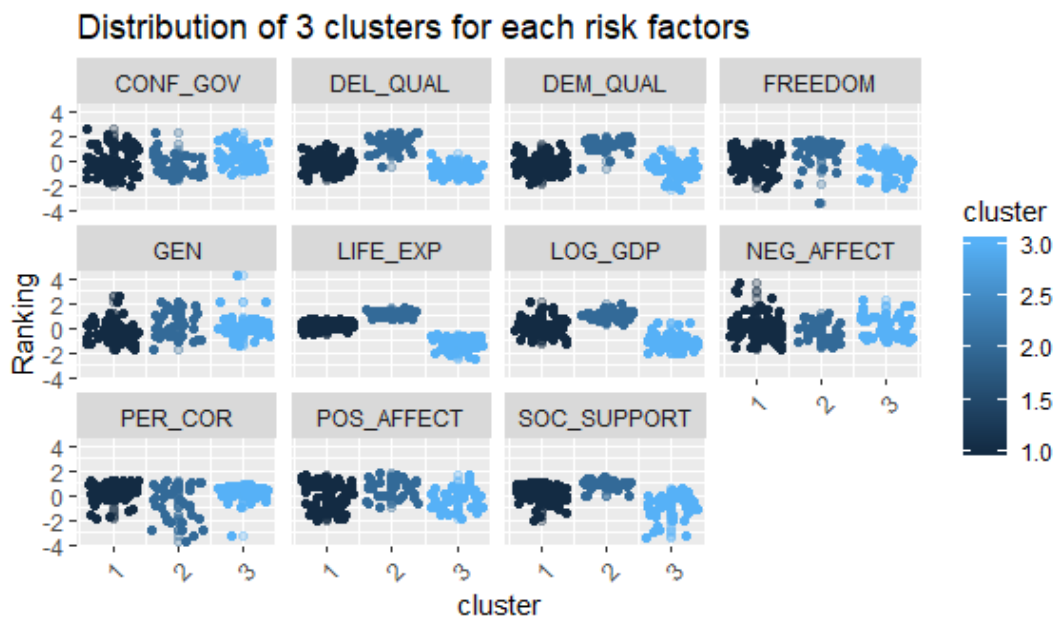 Distribution of 3 clusters for each risk factors
CONF_GOV DEL_QUAL DEM_QUAL FREEDOM
4
2
0
-2
-4
GEN LIFE_EXP LOG_GDP NEG_AFFECT
4
2
0
-2
-4
1 2 3
PER_COR POS_AFFECT SOC_SUPPORT
4
2
0
-2
-4
1 2 3 1 2 3 1 2 3
Ranking
cluster
cluster
3.0
2.5
2.0
1.5
1.0